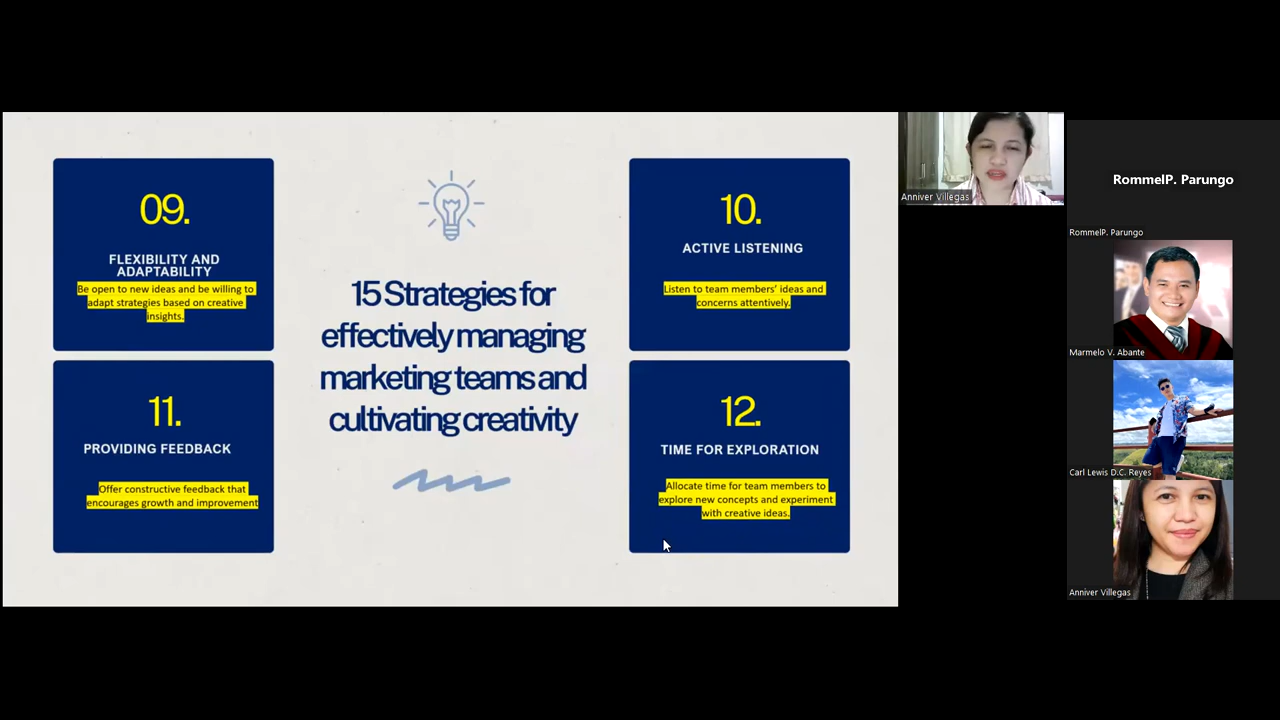 09.
FLEXIBILITY AND
ADAPTABILITY
Be open to new ideas and be willing to
adapt strategies based on creative
insights.
11.
PROVIDING FEEDBACK
Offer constructive feedback that
encourages growth and improvement
15 Strategies for
effectively managing
marketing teams and
cultivating creativity
10.
ACTIVE LISTENING
Listen to team members’ ideas and
concerns attentively.
12.
TIME FOR EXPLORATION
Allocate time for team members to
explore new concepts and experiment
with creative ideas.
Anniver Villegas
RommelP. Parungo
RommelP. Parungo
Marmelo V. Abante
Carl Lewis D.C. Reyes
Anniver Villegas